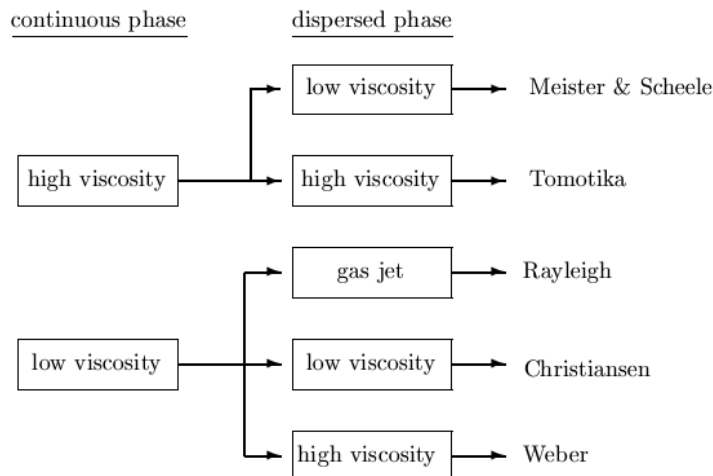 continuous phase dispersed phase
low viscosity Meister & Scheele
high viscosity high viscosity Tomotika
gas jet Rayleigh
low viscosity low viscosity Christiansen
high viscosity Weber